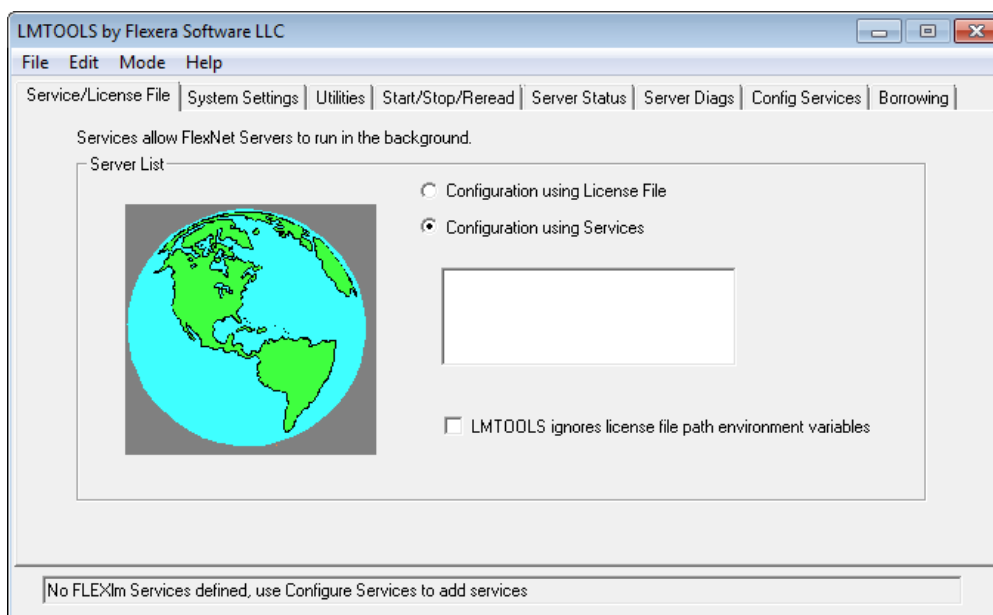 LMTOOLS by Flexera Software LLC
File Edit Mode Help
Service/License File System Settings Utilities Start/Stop/Reread Server Status Server Diags Config Services Borrowing
Services allow FlexNet Servers to run in the background.
Server List
Configuration using License File
Configuration using Services
LMTOOLS ignores license file path environment variables
No FLEXlm Services defined, use Configure Services to add services